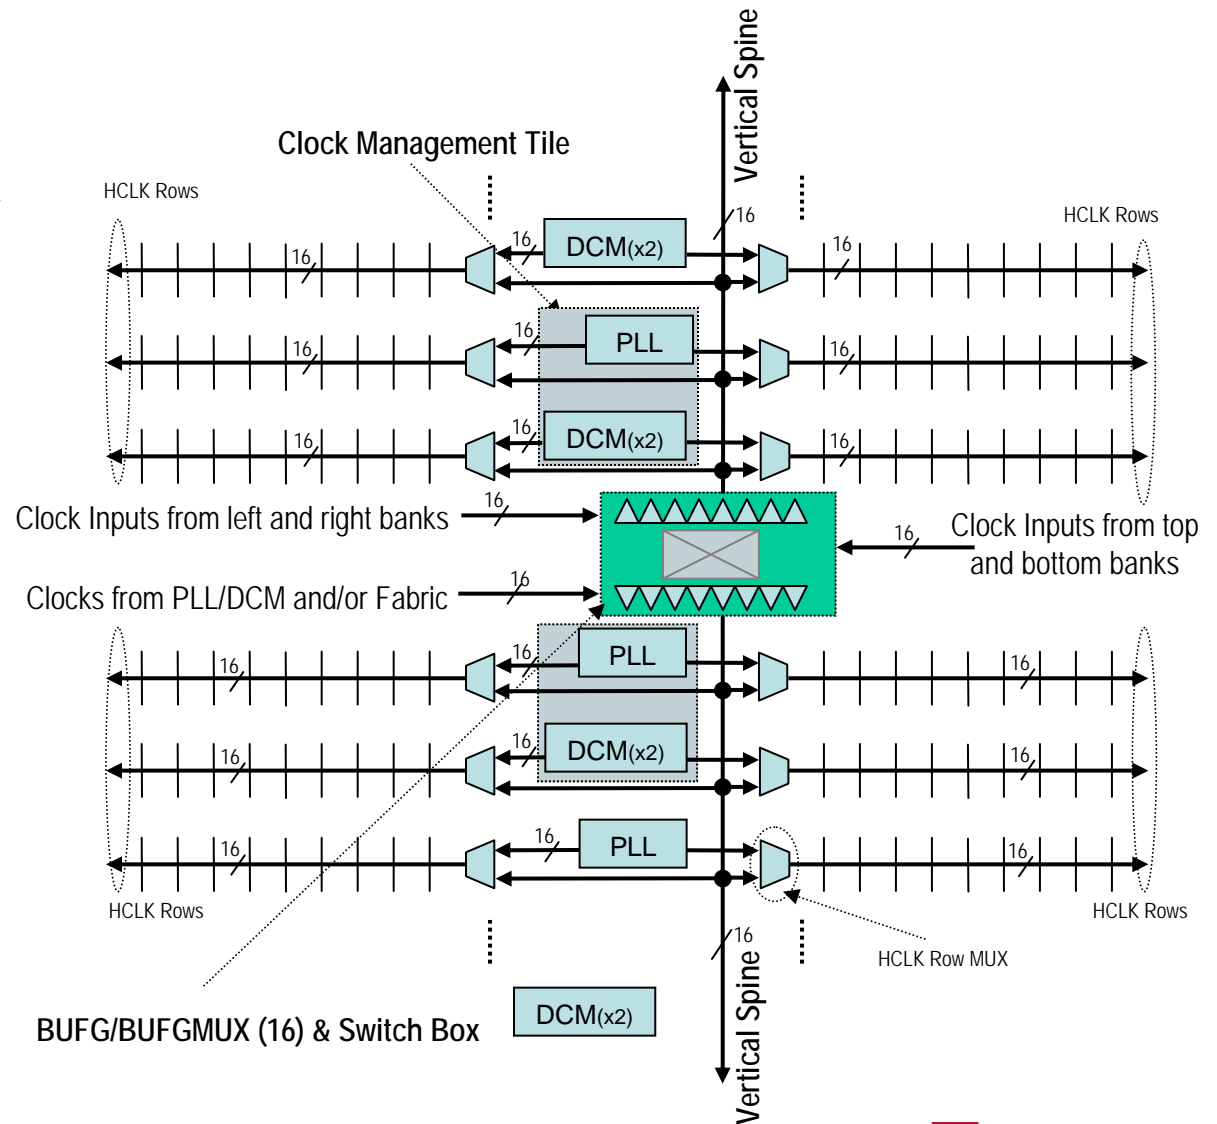 Vertical Spine
Clock Management Tile
HCLK Rows
HCLK Rows
16
16
DCM(x2)
16
16
16
16
PLL
16
16
16
DCM(x2)
16
Clock Inputs from left and right banks
16
16
Clock Inputs from top
and bottom banks
Clocks from PLL/DCM and/or Fabric
16
16
16
PLL
16
16
16
DCM(x2)
16
16
16
PLL
16
HCLK Rows
HCLK Rows
16
HCLK Row MUX
BUFG/BUFGMUX (16) & Switch Box
DCM(x2)
Vertical Spine